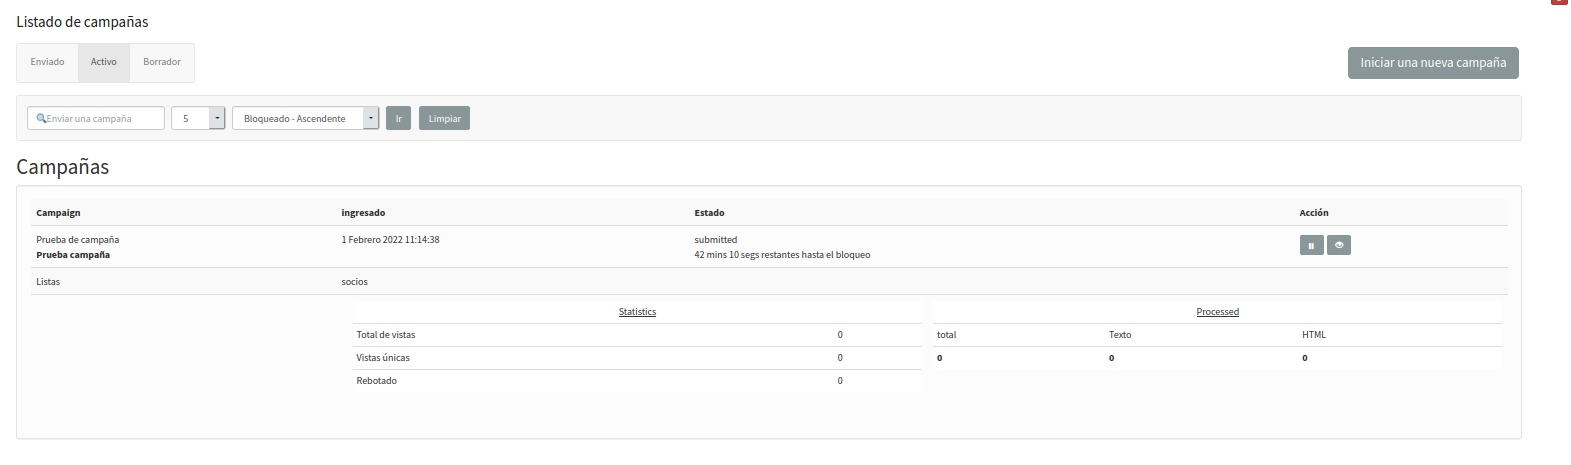 Listado de campañas
Enviado Activo Borrador
Iniciar una nueva campaña
Enviar una campaña 5 Bloqueado - Ascendente Ir Limpiar
Campañas
Campaign ingresado Estado Acción
Prueba de campaña 1 Febrero 2022 11:14:38 submitted
Prueba campaña 42 mins 10 segs restantes hasta el bloqueo
Listas socios
Statistics Processed
Total de vistas 0 total Texto HTML
Vistas únicas 0 0 0 0
Rebotado 0